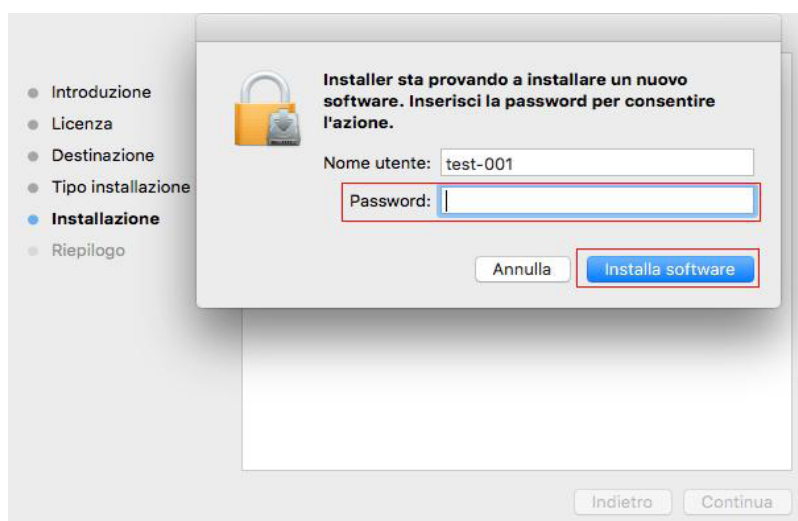 Introduzione
Licenza
Destinazione
Tipo installazione
Installazione
Riepilogo
Installer sta provando a installare un nuovo
software. Inserisci la password per consentire
l'azione.
Nome utente: test-001
Password:
Annulla Installa software
Indietro Continua